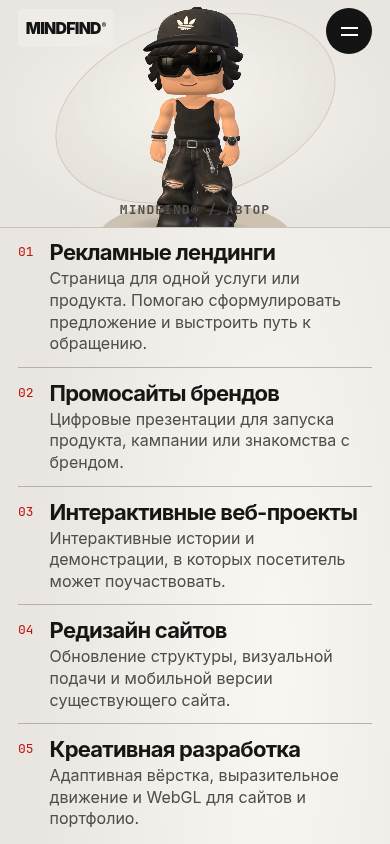 MINDFIND®
MINDFIND® / АВТОР
01 Рекламные лендинги
Страница для одной услуги или
продукта. Помогаю сформулировать
предложение и выстроить путь к
обращению.
02 Промосайты брендов
Цифровые презентации для запуска
продукта, кампании или знакомства с
брендом.
03 Интерактивные веб-проекты
Интерактивные истории и
демонстрации, в которых посетитель
может поучаствовать.
04 Редизайн сайтов
Обновление структуры, визуальной
подачи и мобильной версии
существующего сайта.
05 Креативная разработка
Адаптивная вёрстка, выразительное
движение и WebGL для сайтов и
портфолио.